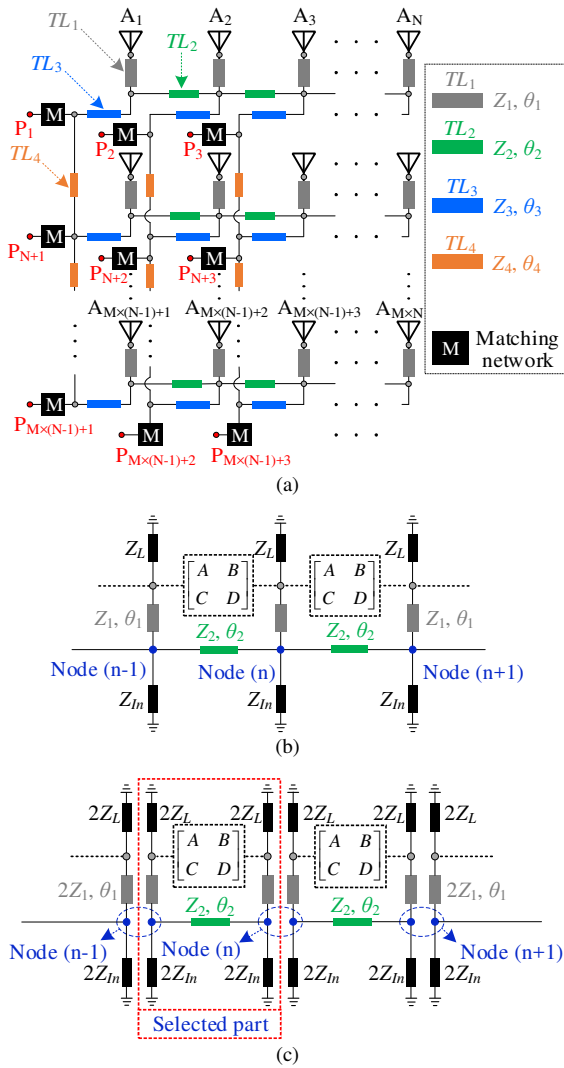 A1 A2 A3 AN
TL1
TL2
TL3
TL4
P1 M
M P2
M P3
PN+1 M
M PN+2
M PN+3
AM×(N-1)+1 AM×(N-1)+2 AM×(N-1)+3 AM×N
M PM×(N-1)+1
M PM×(N-1)+2
M PM×(N-1)+3
TL1
Z1, θ1
TL2
Z2, θ2
TL3
Z3, θ3
TL4
Z4, θ4
M Matching network
(a)
ZL ZL ZL
A B A B
C D C D
Z1, θ1 Z2, θ2 Z2, θ2 Z1, θ1
Node (n-1) Node (n) Node (n+1)
ZIn ZIn ZIn
(b)
2ZL 2ZL 2ZL 2ZL 2ZL 2ZL
A B A B
C D C D
2Z1, θ1 Z2, θ2 Z2, θ2 2Z1, θ1
Node (n-1) Node (n) Node (n+1)
2ZIn 2ZIn 2ZIn 2ZIn 2ZIn 2ZIn
Selected part
(c)